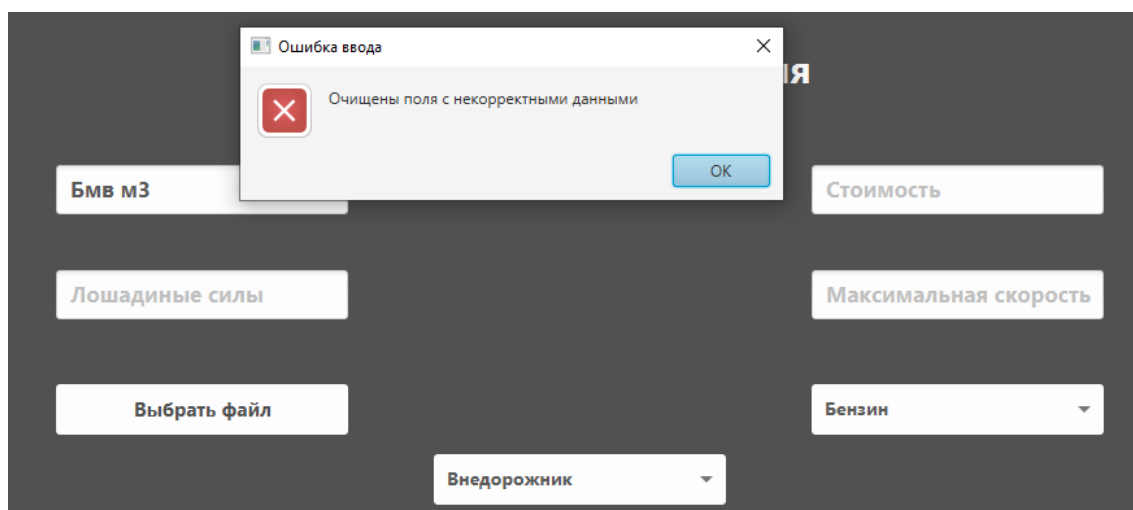 Ошибка ввода
Очищены поля с некорректными данными
OK
Бмв м3
Стоимость
Лошадиные силы
Максимальная скорость
Выбрать файл
Бензин
Внедорожник